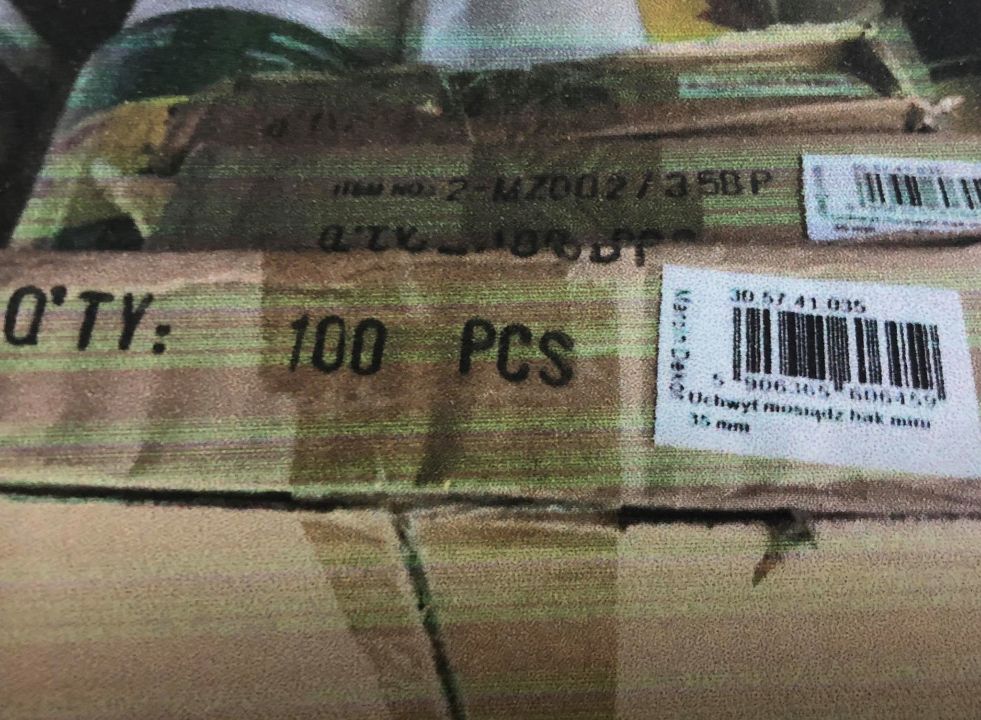 ITEM NO.: 2-MZ002/35BP
Q'TY: 100 PCS
30.57.41.035
5 906365 606459
Uchwyt mosiądz hak mini
35 mm